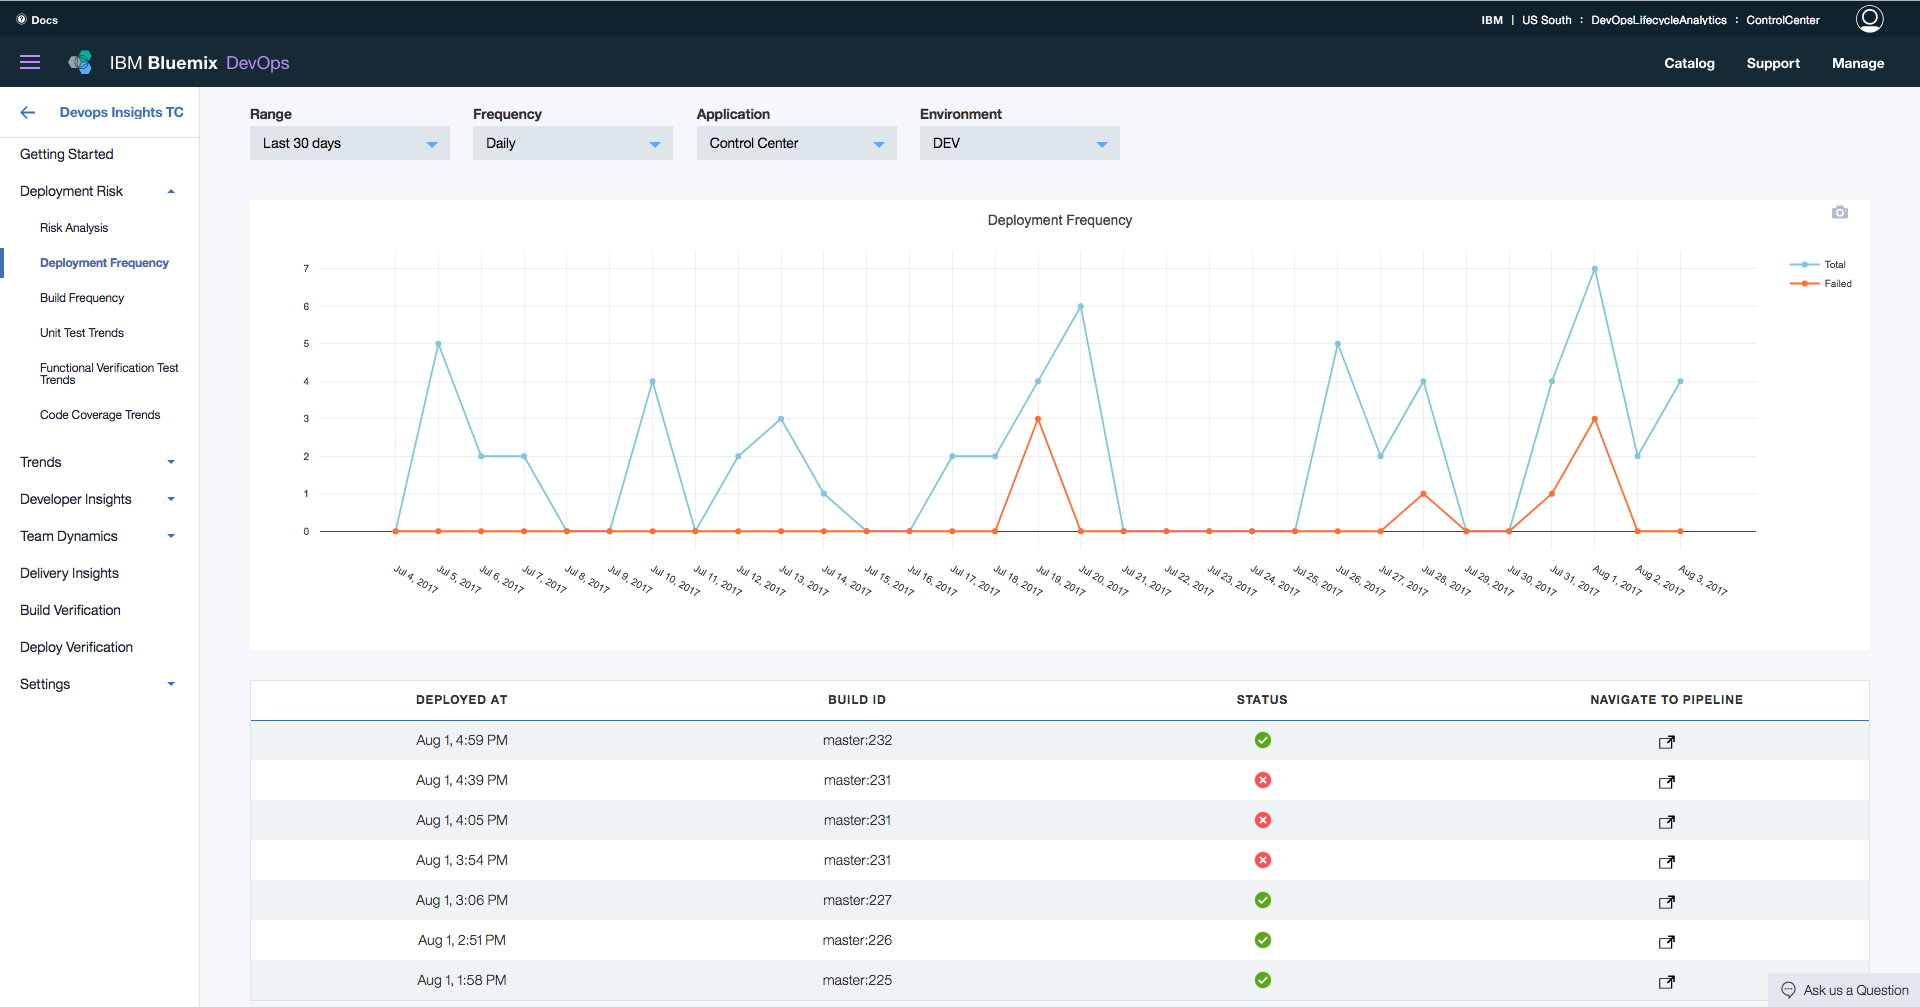 Docs
IBM | US South : DevOpsLifecycleAnalytics : ControlCenter
IBM Bluemix DevOps
Catalog Support Manage
Devops Insights TC
Getting Started
Deployment Risk
Risk Analysis
Deployment Frequency
Build Frequency
Unit Test Trends
Functional Verification Test
Trends
Code Coverage Trends
Trends
Developer Insights
Team Dynamics
Delivery Insights
Build Verification
Deploy Verification
Settings
Range Frequency Application Environment
Last 30 days Daily Control Center DEV
Deployment Frequency
Total
Failed
7
6
5
4
3
2
1
0
Jul 4, 2017 Jul 5, 2017 Jul 6, 2017 Jul 7, 2017 Jul 8, 2017 Jul 9, 2017 Jul 10, 2017 Jul 11, 2017 Jul 12, 2017 Jul 13, 2017 Jul 14, 2017 Jul 15, 2017 Jul 16, 2017 Jul 17, 2017 Jul 18, 2017 Jul 19, 2017 Jul 20, 2017 Jul 21, 2017 Jul 22, 2017 Jul 23, 2017 Jul 24, 2017 Jul 25, 2017 Jul 26, 2017 Jul 27, 2017 Jul 28, 2017 Jul 29, 2017 Jul 30, 2017 Jul 31, 2017 Aug 1, 2017 Aug 2, 2017 Aug 3, 2017
DEPLOYED AT BUILD ID STATUS NAVIGATE TO PIPELINE
Aug 1, 4:59 PM master:232
Aug 1, 4:39 PM master:231
Aug 1, 4:05 PM master:231
Aug 1, 3:54 PM master:231
Aug 1, 3:06 PM master:227
Aug 1, 2:51 PM master:226
Aug 1, 1:58 PM master:225
Ask us a Question